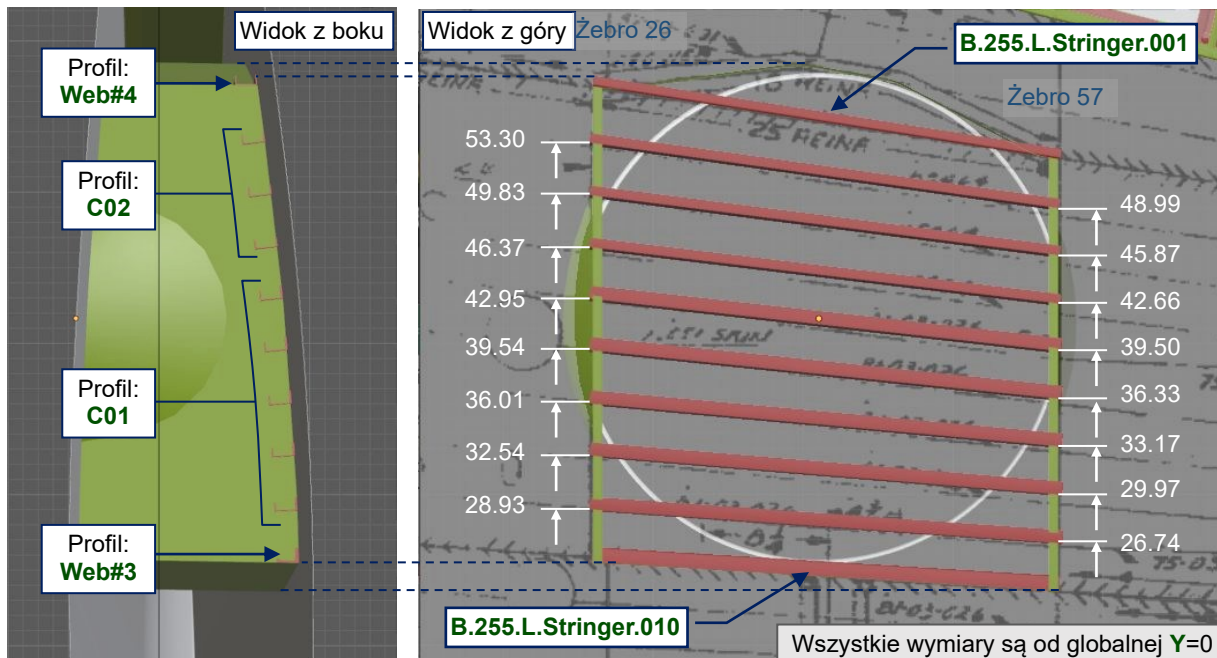 Widok z boku
Profil:
Web#4
Profil:
C02
Profil:
C01
Profil:
Web#3
Widok z góry
Żebro 26
B.255.L.Stringer.001
Żebro 57
25
53.30
49.83
46.37
42.95
39.54
36.01
32.54
28.93
48.99
45.87
42.66
39.50
36.33
33.17
29.97
26.74
SKIN
B.255.L.Stringer.010
Wszystkie wymiary są od globalnej Y=0